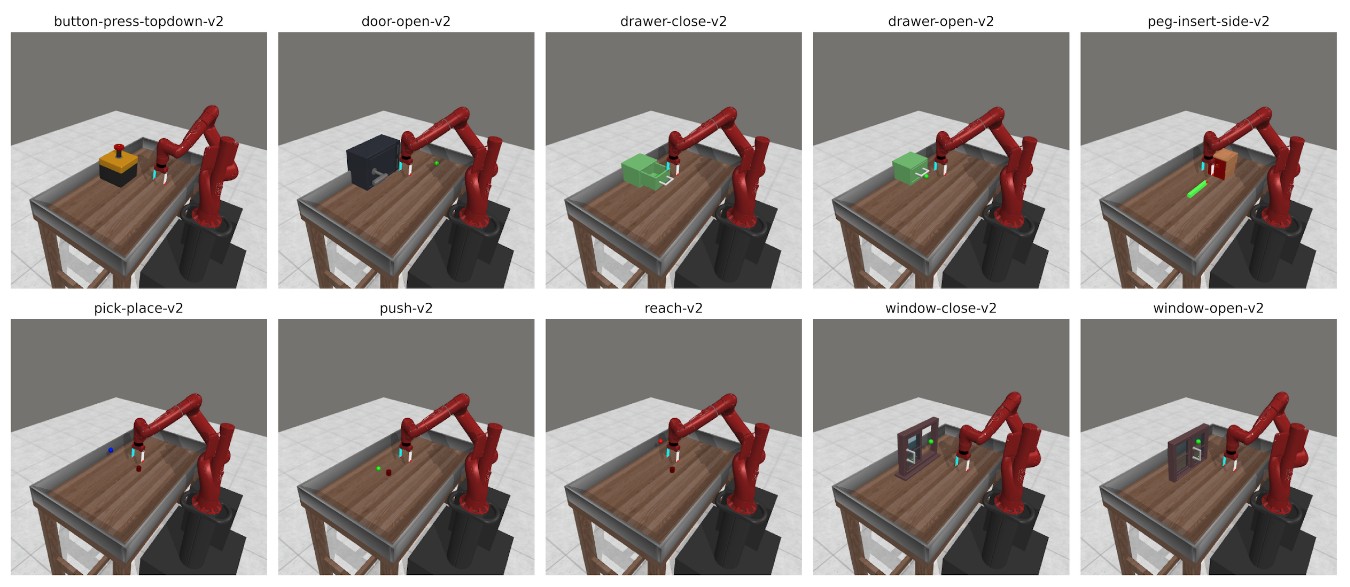 button-press-topdown-v2
door-open-v2
drawer-close-v2
drawer-open-v2
peg-insert-side-v2
pick-place-v2
push-v2
reach-v2
window-close-v2
window-open-v2